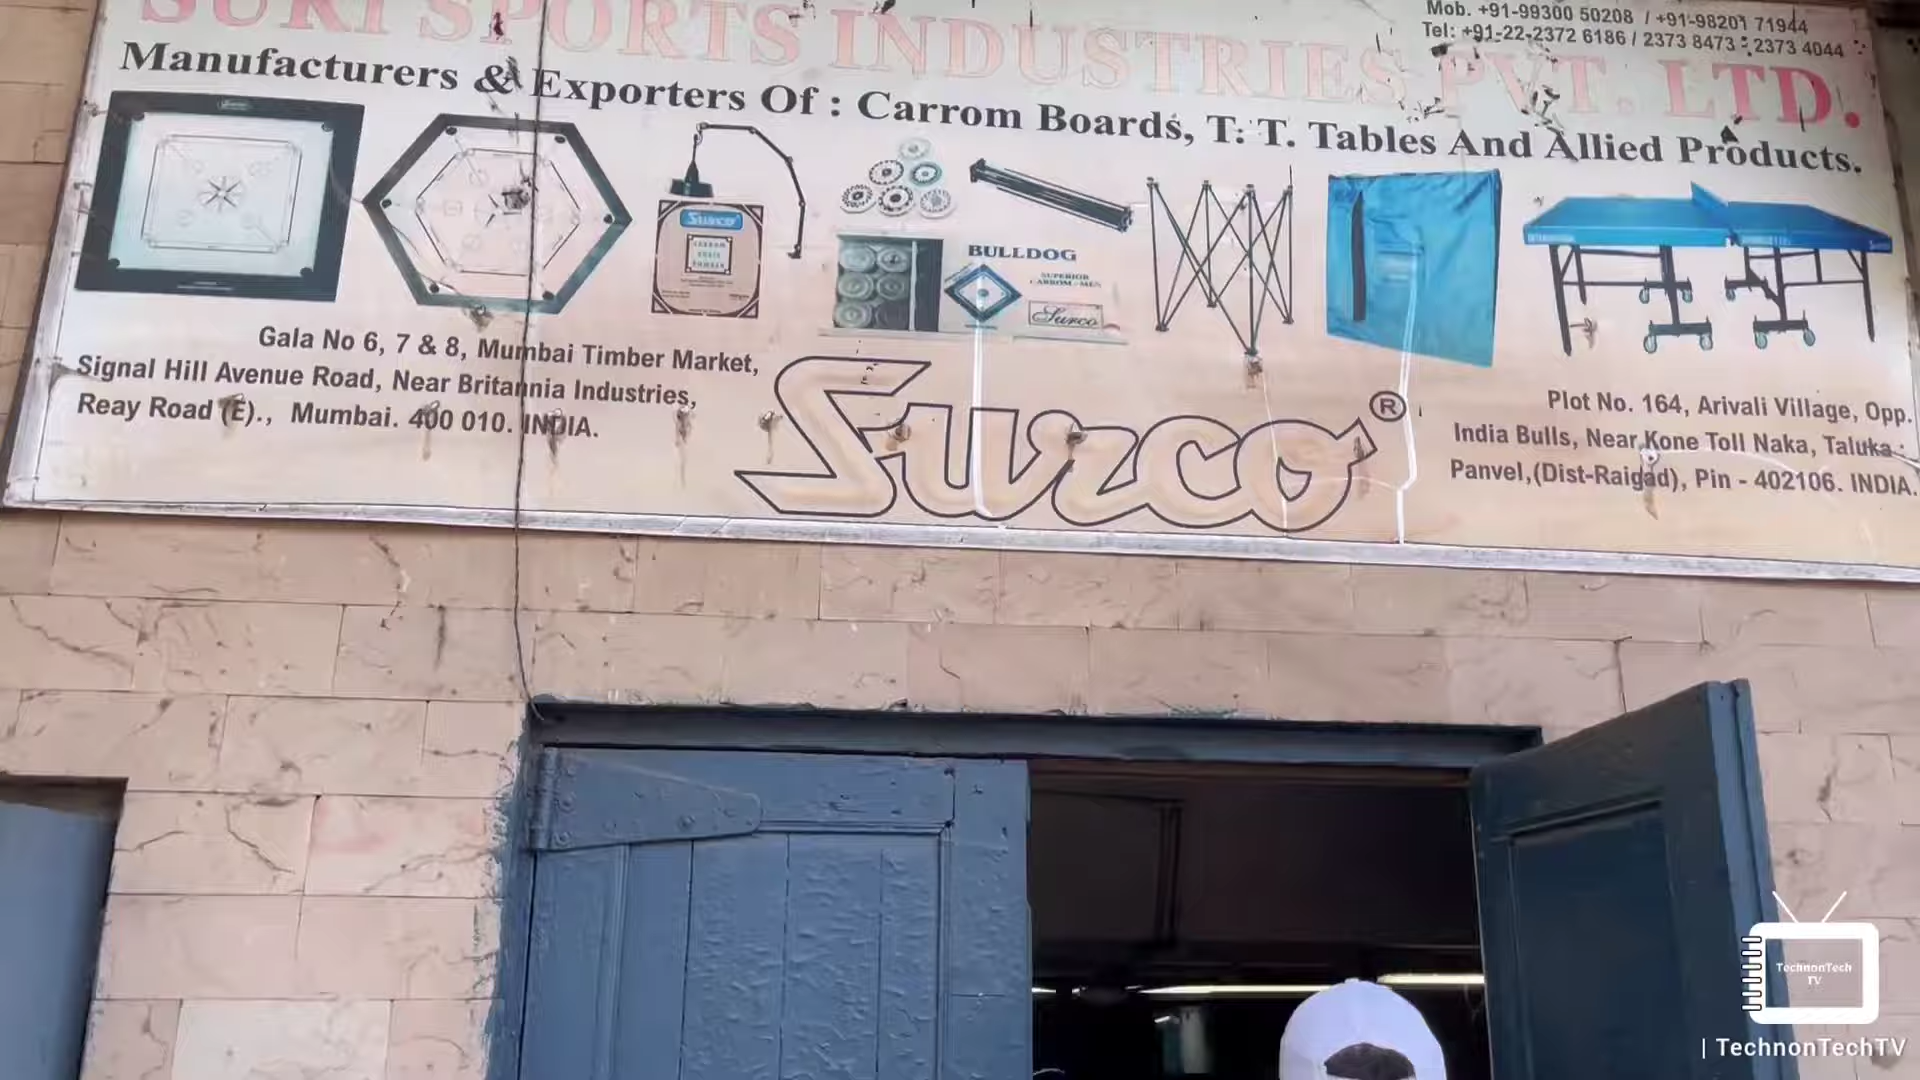 SURI SPORTS INDUSTRIES PVT. LTD.
Mob. +91-99300 50208 / +91-98201 71944
Tel: +91-22-2372 6186 / 2373 8473 - 2373 4044
Manufacturers & Exporters Of : Carrom Boards, T. T. Tables And Allied Products.
Surco
BULLDOG
SUPERIOR
CARROM-MEN
Surco
Gala No 6, 7 & 8, Mumbai Timber Market,
Signal Hill Avenue Road, Near Britannia Industries,
Reay Road (E)., Mumbai. 400 010. INDIA.
Surco ®
Plot No. 164, Arivali Village, Opp.
India Bulls, Near Kone Toll Naka, Taluka :
Panvel,(Dist-Raigad), Pin - 402106. INDIA.
TechnonTech
TV
| TechnonTechTV